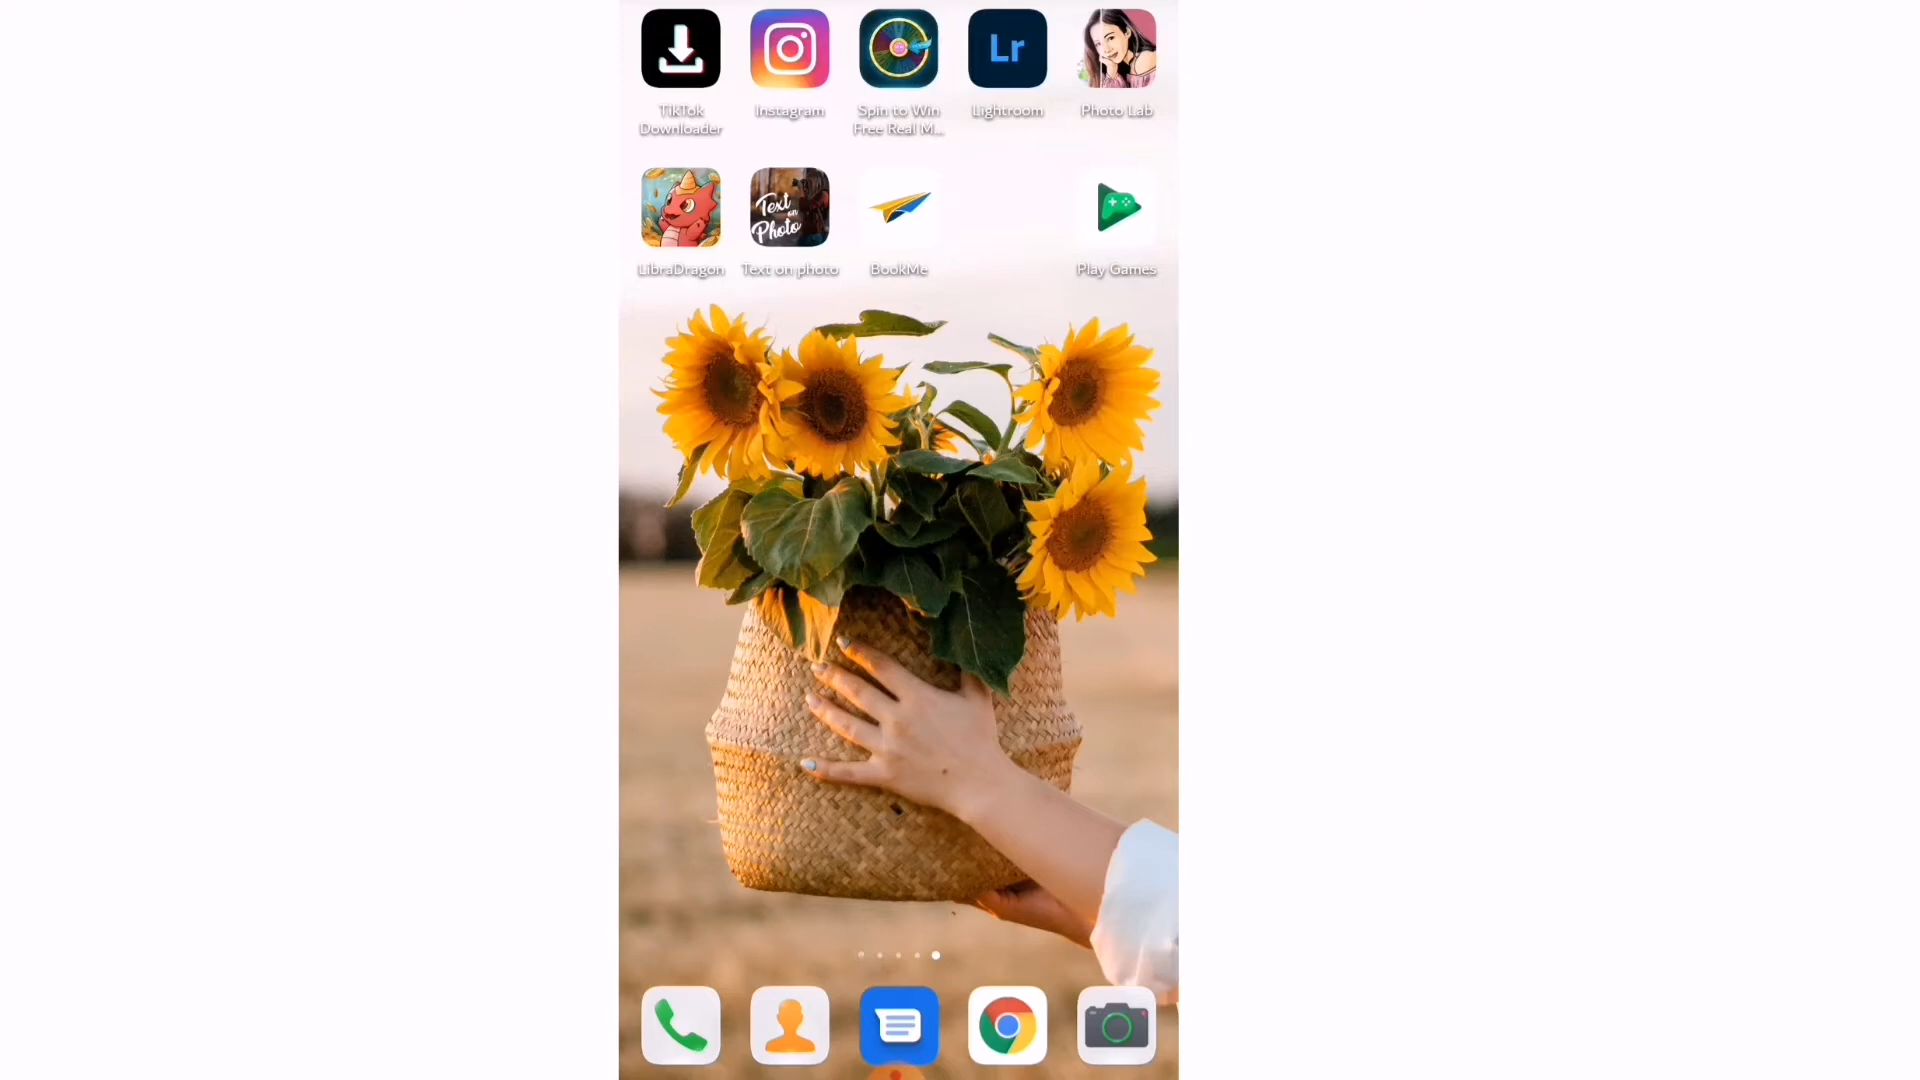 Lr
TikTok
Downloader
Instagram
Spin to Win
Free Real M...
Lightroom
Photo Lab
Text
on
Photo
LibraDragon
Text on photo
BookMe
Play Games